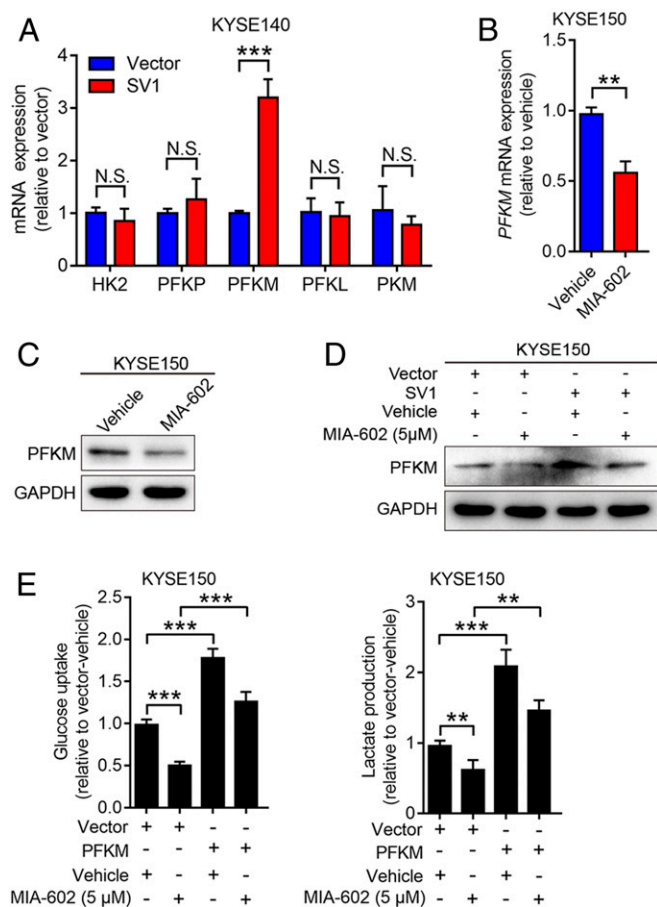 A
KYSE140
Vector
SV1
mRNA expression
(relative to vector)
4
3
2
1
0
N.S.
N.S.
***
N.S.
N.S.
HK2 PFKP PFKM PFKL PKM
B
KYSE150
PFKM mRNA expression
(relative to vehicle)
1.5
1.0
0.5
0.0
**
Vehicle
MIA-602
C
KYSE150
Vehicle
MIA-602
PFKM
GAPDH
D
KYSE150
Vector + + - -
SV1 - - + +
Vehicle + - + -
MIA-602 (5μM) - + - +
PFKM
GAPDH
E
KYSE150
Glucose uptake
(relative to vector-vehicle)
2.5
2.0
1.5
1.0
0.5
0.0
***
***
***
Vector + + - -
PFKM - - + +
Vehicle + - + -
MIA-602 (5 μM) - + - +
KYSE150
Lactate production
(relative to vector-vehicle)
3
2
1
0
**
***
**
Vector + + - -
PFKM - - + +
Vehicle + - + -
MIA-602 (5 μM) - + - +